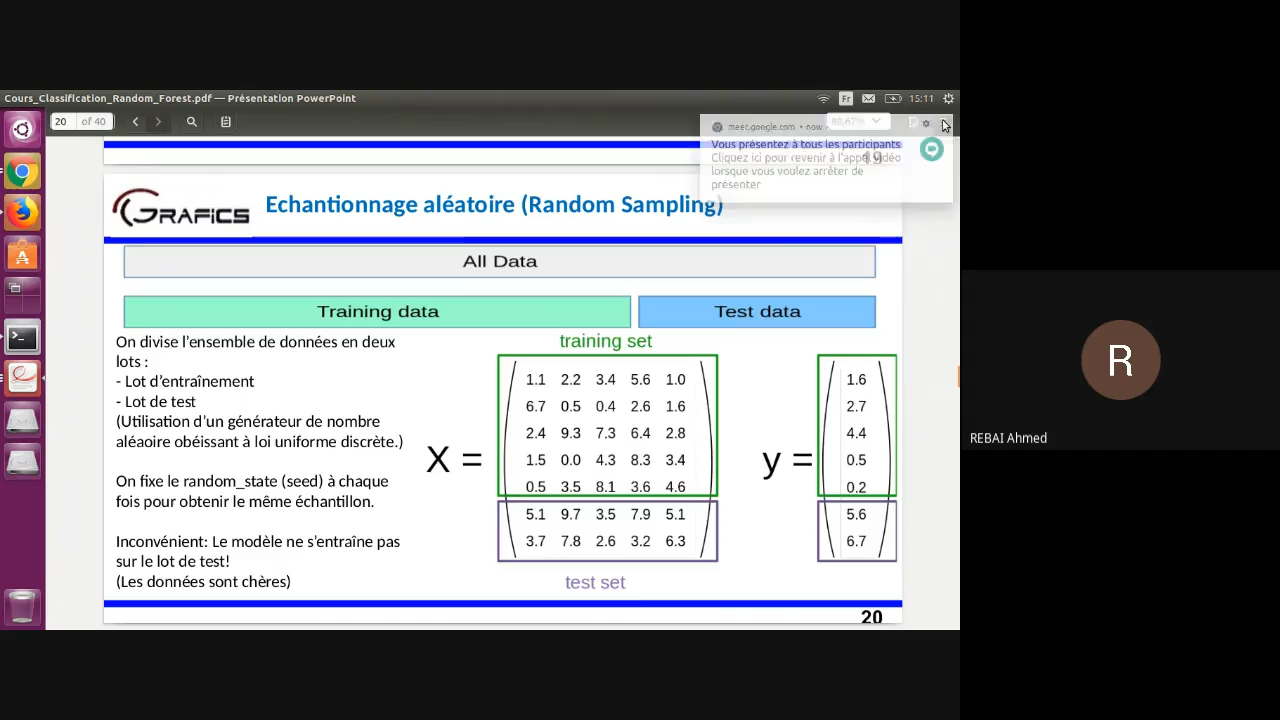 Cours_Classification_Random_Forest.pdf — Présentation PowerPoint
Fr
15:11
20 of 40
meet.google.com • now
Vous présentez à tous les participants
Cliquez ici pour revenir à l'appel vidéo
lorsque vous voulez arrêter de
présenter
19
GRAFICS
Echantionnage aléatoire (Random Sampling)
All Data
Training data
Test data
On divise l'ensemble de données en deux
lots :
- Lot d'entraînement
- Lot de test
(Utilisation d'un générateur de nombre
aléaoire obéissant à loi uniforme discrète.)
On fixe le random_state (seed) à chaque
fois pour obtenir le même échantillon.
Inconvénient: Le modèle ne s'entraîne pas
sur le lot de test!
(Les données sont chères)
training set
X =
1.1 2.2 3.4 5.6 1.0
6.7 0.5 0.4 2.6 1.6
2.4 9.3 7.3 6.4 2.8
1.5 0.0 4.3 8.3 3.4
0.5 3.5 8.1 3.6 4.6
5.1 9.7 3.5 7.9 5.1
3.7 7.8 2.6 3.2 6.3
test set
y =
1.6
2.7
4.4
0.5
0.2
5.6
6.7
20
R
REBAI Ahmed